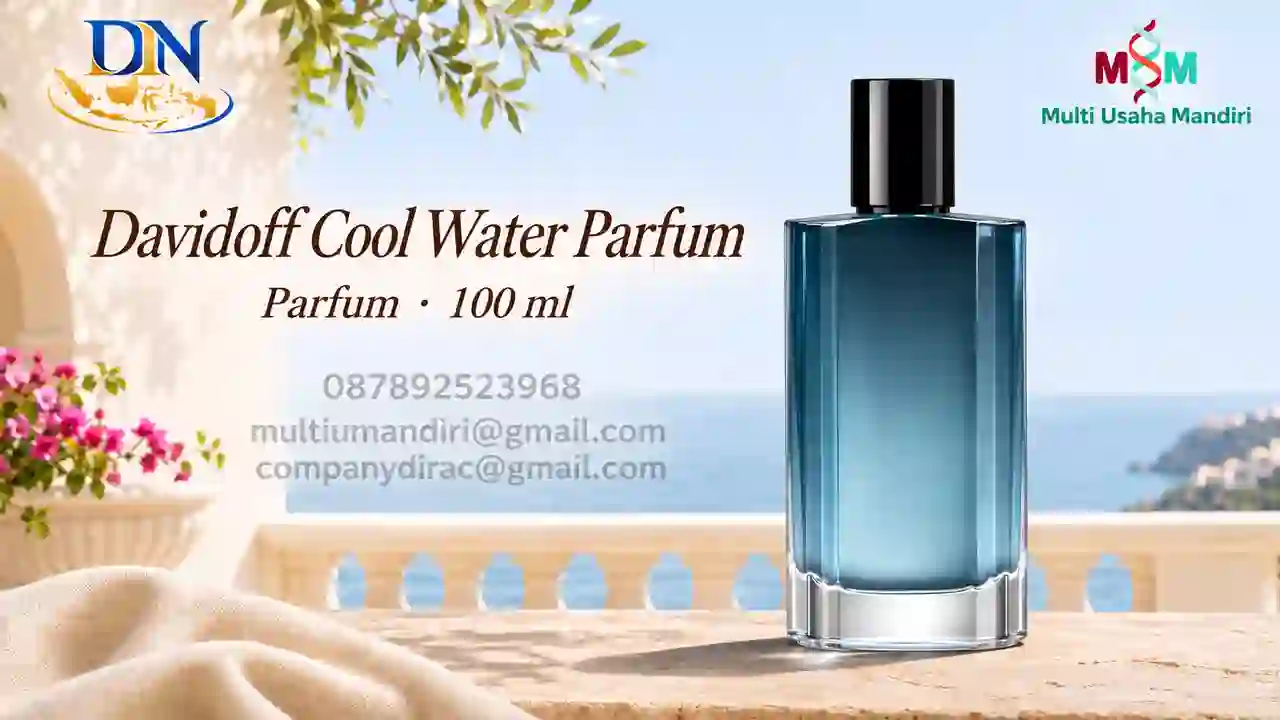 DN
MSM
Multi Usaha Mandiri
Davidoff Cool Water Parfum
Parfum · 100 ml
087892523968
multiumandiri@gmail.com
companydirac@gmail.com